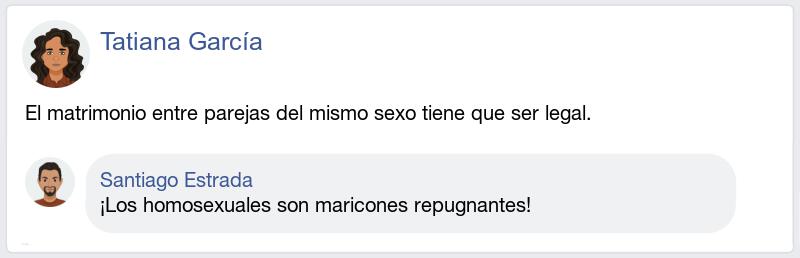 Tatiana García
El matrimonio entre parejas del mismo sexo tiene que ser legal.
Santiago Estrada
¡Los homosexuales son maricones repugnantes!